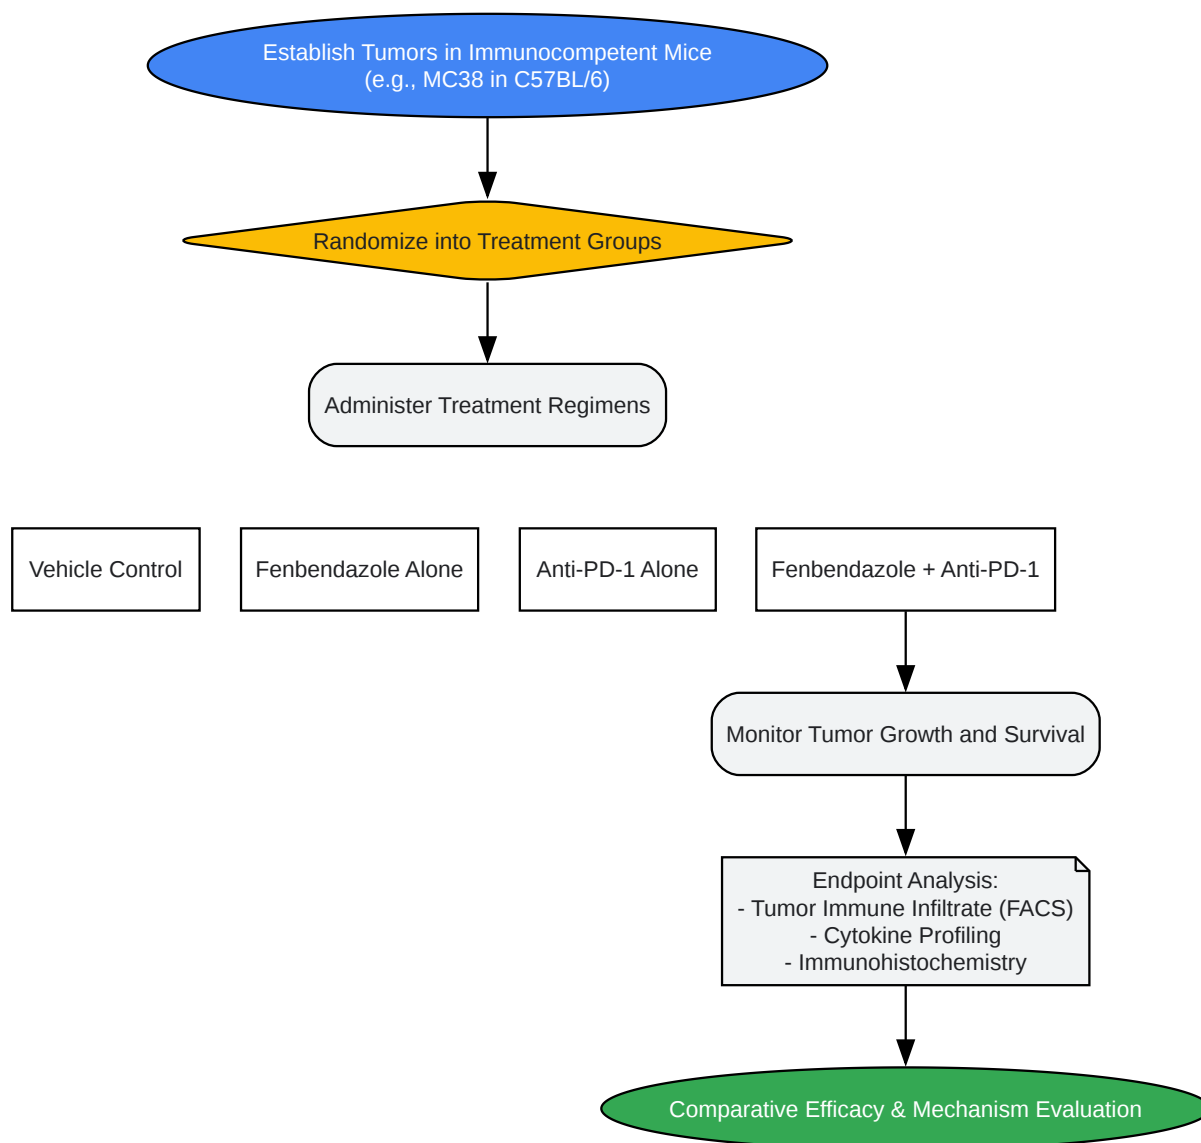 Establish Tumors in Immunocompetent Mice
(e.g., MC38 in C57BL/6)
Randomize into Treatment Groups
Administer Treatment Regimens
Vehicle Control
Fenbendazole Alone
Anti-PD-1 Alone
Fenbendazole + Anti-PD-1
Monitor Tumor Growth and Survival
Endpoint Analysis:
- Tumor Immune Infiltrate (FACS)
- Cytokine Profiling
- Immunohistochemistry
Comparative Efficacy & Mechanism Evaluation